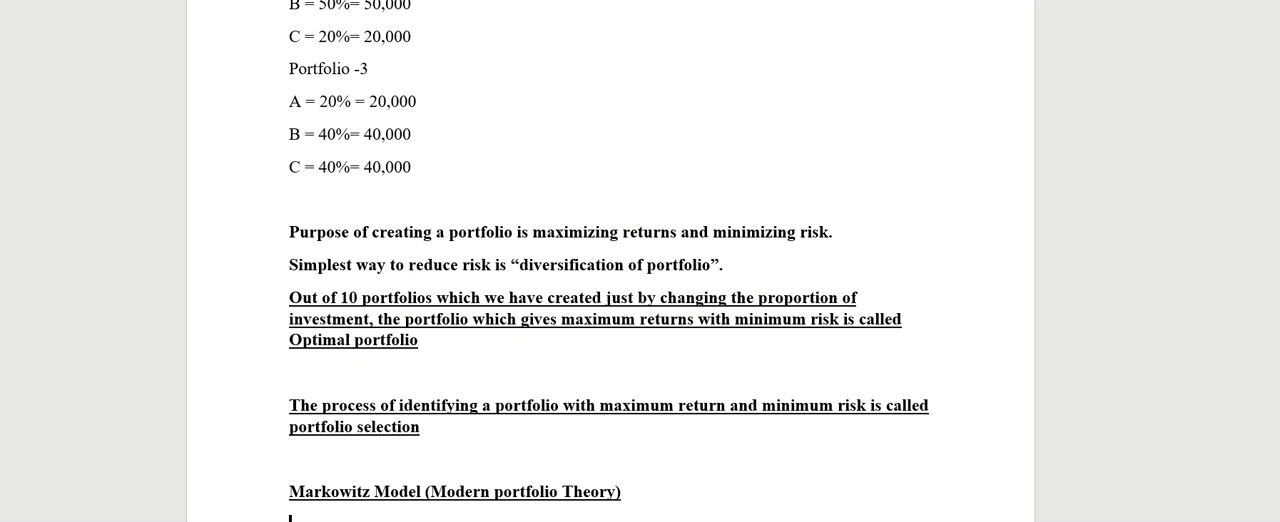 B = 50%= 50,000
C = 20%= 20,000
Portfolio -3
A = 20% = 20,000
B = 40%= 40,000
C = 40%= 40,000
Purpose of creating a portfolio is maximizing returns and minimizing risk.
Simplest way to reduce risk is “diversification of portfolio”.
Out of 10 portfolios which we have created just by changing the proportion of
investment, the portfolio which gives maximum returns with minimum risk is called
Optimal portfolio
The process of identifying a portfolio with maximum return and minimum risk is called
portfolio selection
Markowitz Model (Modern portfolio Theory)